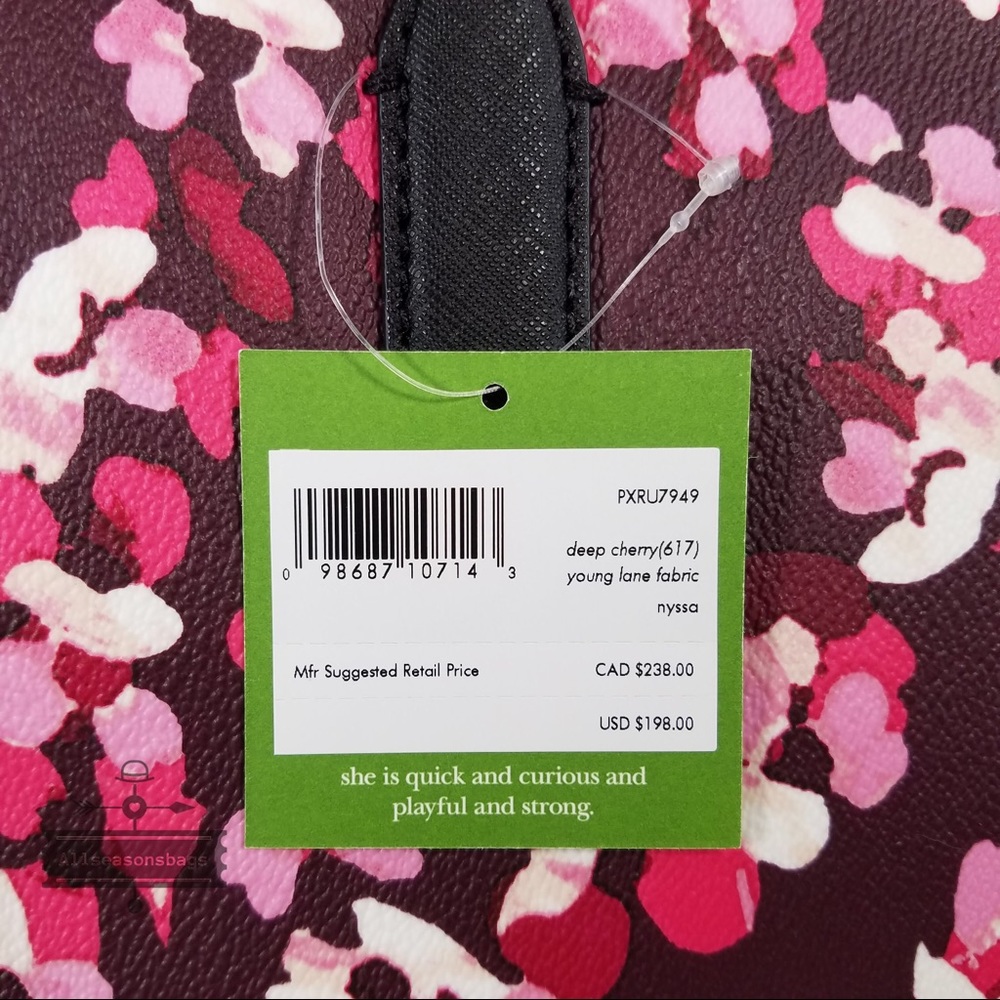 PXRU7949
0 98687 10714 3
deep cherry(617)
young lane fabric
nyssa
Mfr Suggested Retail Price CAD $238.00
USD $198.00
she is quick and curious and
playful and strong.
Allseasonsbags